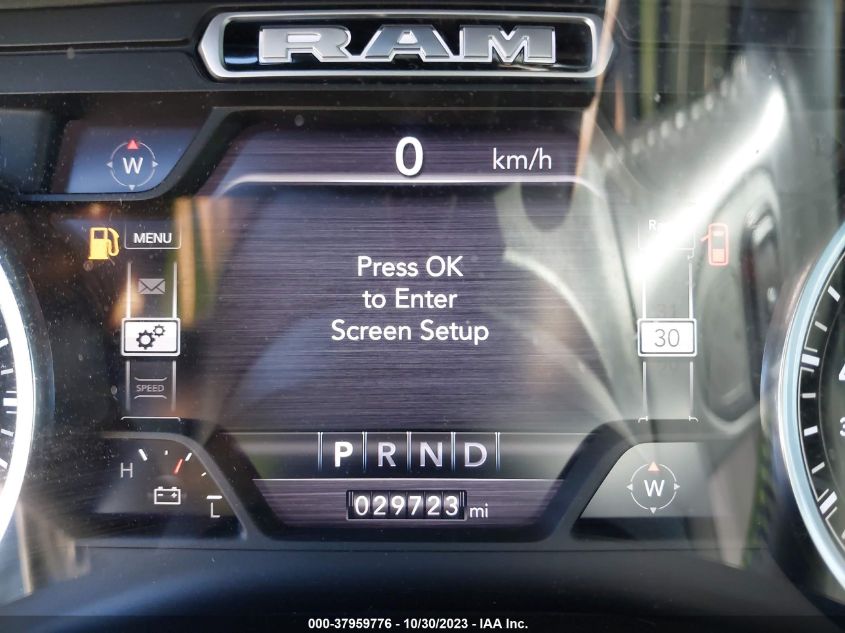 RAM
W
0 km/h
MENU
Press OK
to Enter
Screen Setup
30
SPEED
P R N D
H
L
029723 mi
W
000-37959776 / 10/30/2023 - IAA Inc.